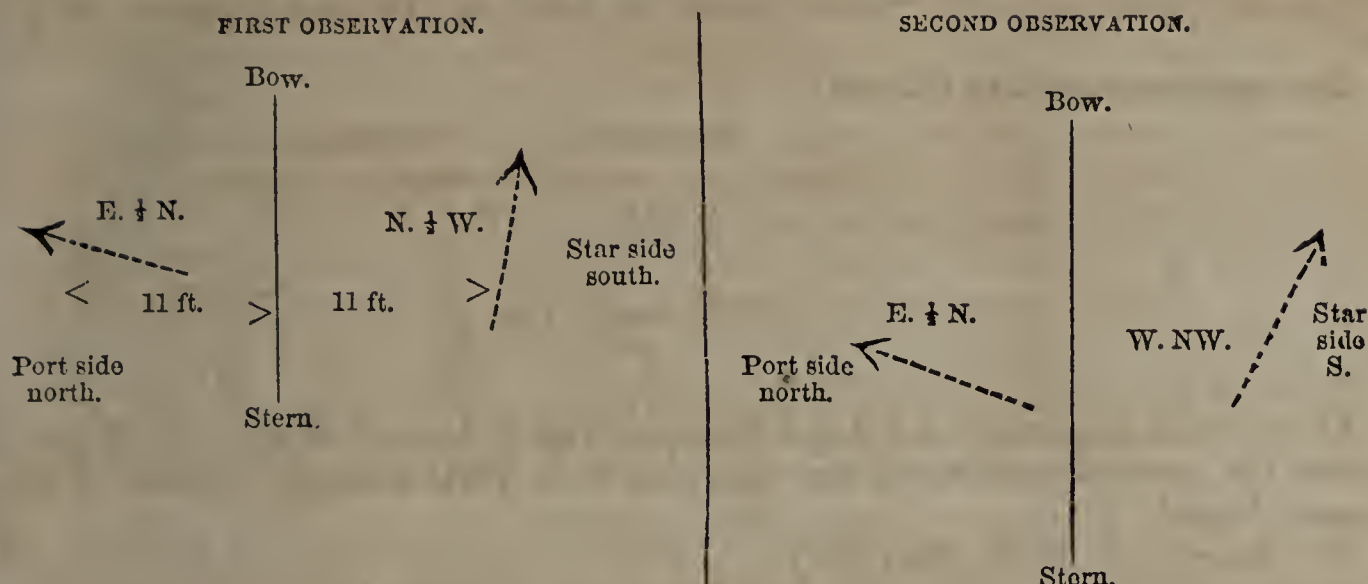 FIRST OBSERVATION.
Bow.
E. ½ N.
N. ½ W.
Star side
south.
< 11 ft. >
11 ft. >
Port side
north.
Stern.
SECOND OBSERVATION.
Bow.
E. ½ N.
W. NW.
Star
side
S.
Port side
north.
Stern.